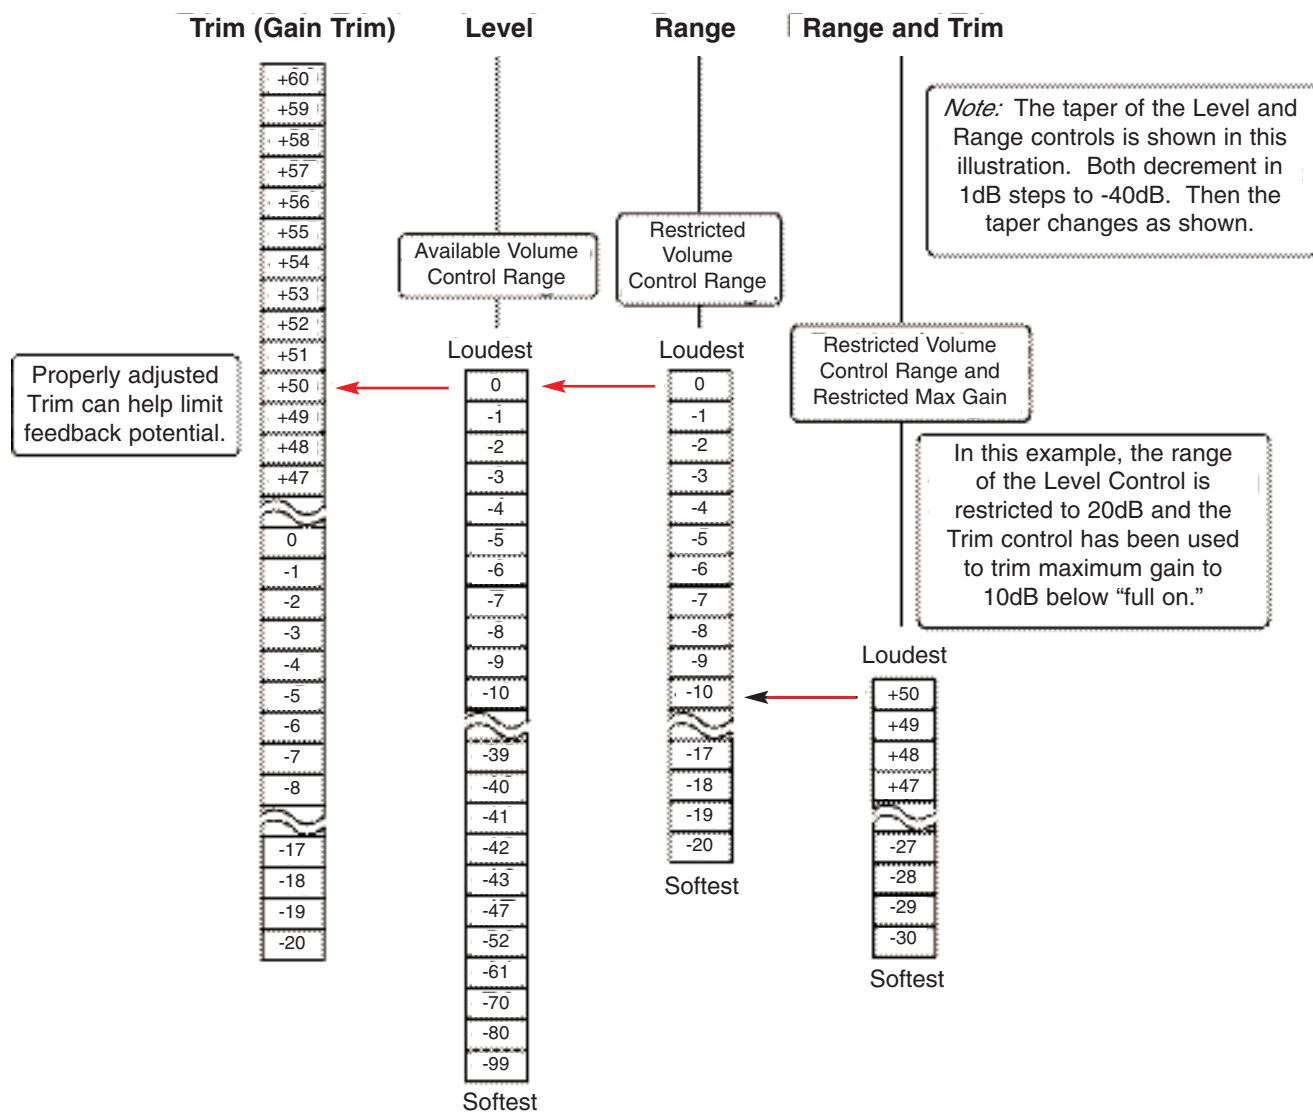 Trim (Gain Trim)
Level
Range
Range and Trim
+60
+59
+58
+57
+56
+55
+54
+53
+52
+51
+50
+49
+48
+47
0
-1
-2
-3
-4
-5
-6
-7
-8
-17
-18
-19
-20
Properly adjusted
Trim can help limit
feedback potential.
Available Volume
Control Range
Loudest
0
-1
-2
-3
-4
-5
-6
-7
-8
-9
-10
-39
-40
-41
-42
-43
-47
-52
-61
-70
-80
-99
Softest
Restricted
Volume
Control Range
Loudest
0
-1
-2
-3
-4
-5
-6
-7
-8
-9
-10
-17
-18
-19
-20
Softest
Note: The taper of the Level and
Range controls is shown in this
illustration. Both decrement in
1dB steps to -40dB. Then the
taper changes as shown.
Restricted Volume
Control Range and
Restricted Max Gain
In this example, the range
of the Level Control is
restricted to 20dB and the
Trim control has been used
to trim maximum gain to
10dB below “full on.”
Loudest
+50
+49
+48
+47
-27
-28
-29
-30
Softest